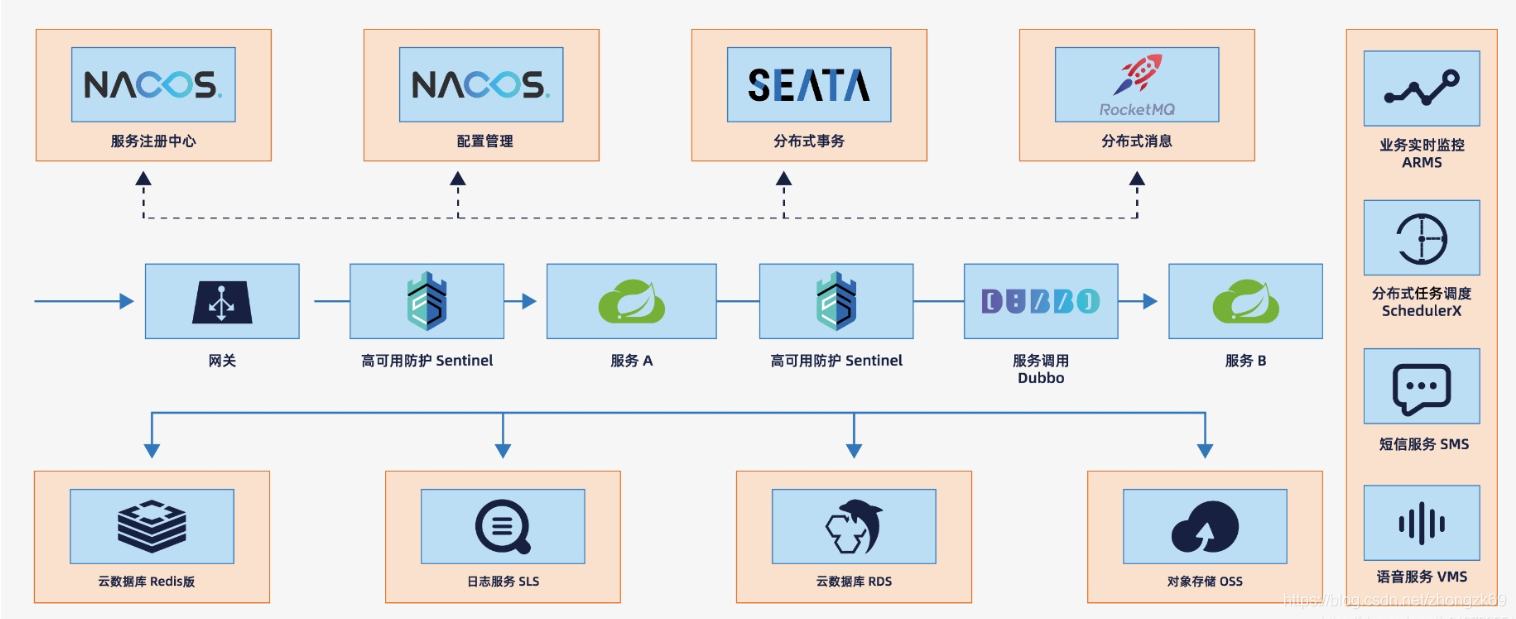 NACOS.
服务注册中心
NACOS.
配置管理
SEATA
分布式事务
RocketMQ
分布式消息
业务实时监控
ARMS
分布式任务调度
SchedulerX
短信服务 SMS
语音服务 VMS
网关
高可用防护 Sentinel
服务 A
高可用防护 Sentinel
DUBBO
服务调用
Dubbo
服务 B
云数据库 Redis版
日志服务 SLS
云数据库 RDS
对象存储 OSS
https://blog.csdn.net/zhongzk69